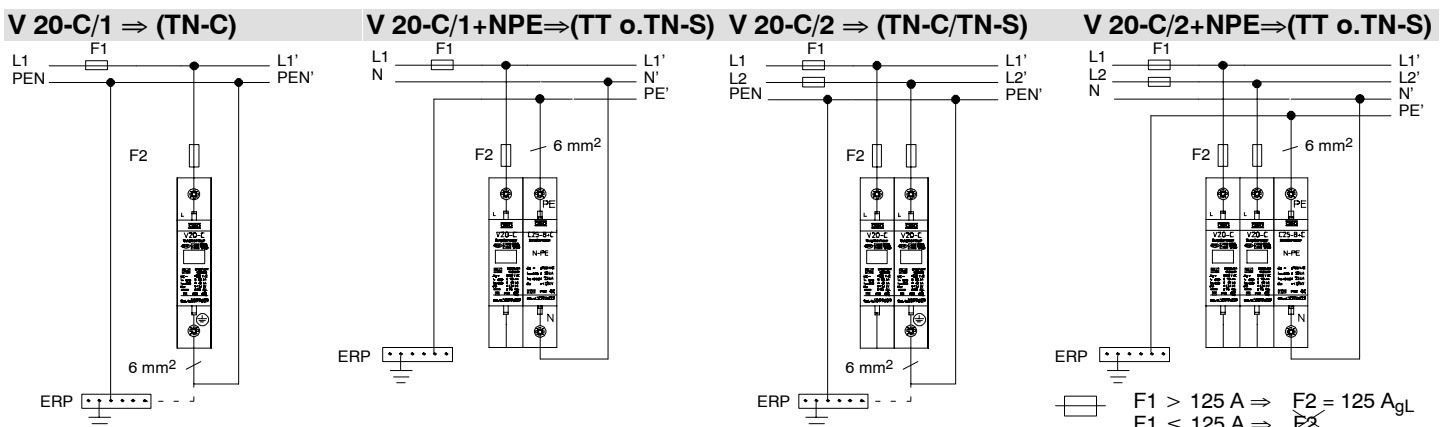 V 20-C/1 ⇒ (TN-C)
F1
L1
L1'
PEN
PEN'
F2
L
V20-C
6 mm²
ERP
V 20-C/1+NPE⇒(TT o.TN-S)
F1
L1
L1'
N
N'
PE'
F2
6 mm²
PE
L
V20-C
C25-B+C
N-PE
N
ERP
V 20-C/2 ⇒ (TN-C/TN-S)
F1
L1
L1'
L2
L2'
PEN
PEN'
F2
L
V20-C
V20-C
6 mm²
ERP
V 20-C/2+NPE⇒(TT o.TN-S)
F1
L1
L1'
L2
L2'
N
N'
PE'
F2
6 mm²
PE
L
V20-C
V20-C
C25-B+C
N-PE
N
ERP
F1 > 125 A ⇒ F2 = 125 AgL
F1 ≤ 125 A ⇒ F2